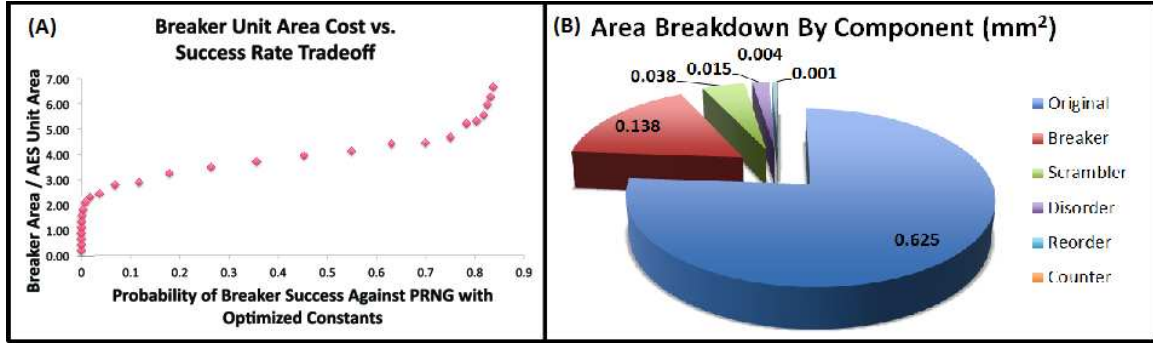 (A)
Breaker Unit Area Cost vs.
Success Rate Tradeoff
Breaker Area / AES Unit Area
7.00
6.00
5.00
4.00
3.00
2.00
1.00
0.00
0 0.1 0.2 0.3 0.4 0.5 0.6 0.7 0.8 0.9
Probability of Breaker Success Against PRNG with
Optimized Constants
(B) Area Breakdown By Component (mm²)
0.004
0.015
0.001
0.038
0.138
0.625
Original
Breaker
Scrambler
Disorder
Reorder
Counter